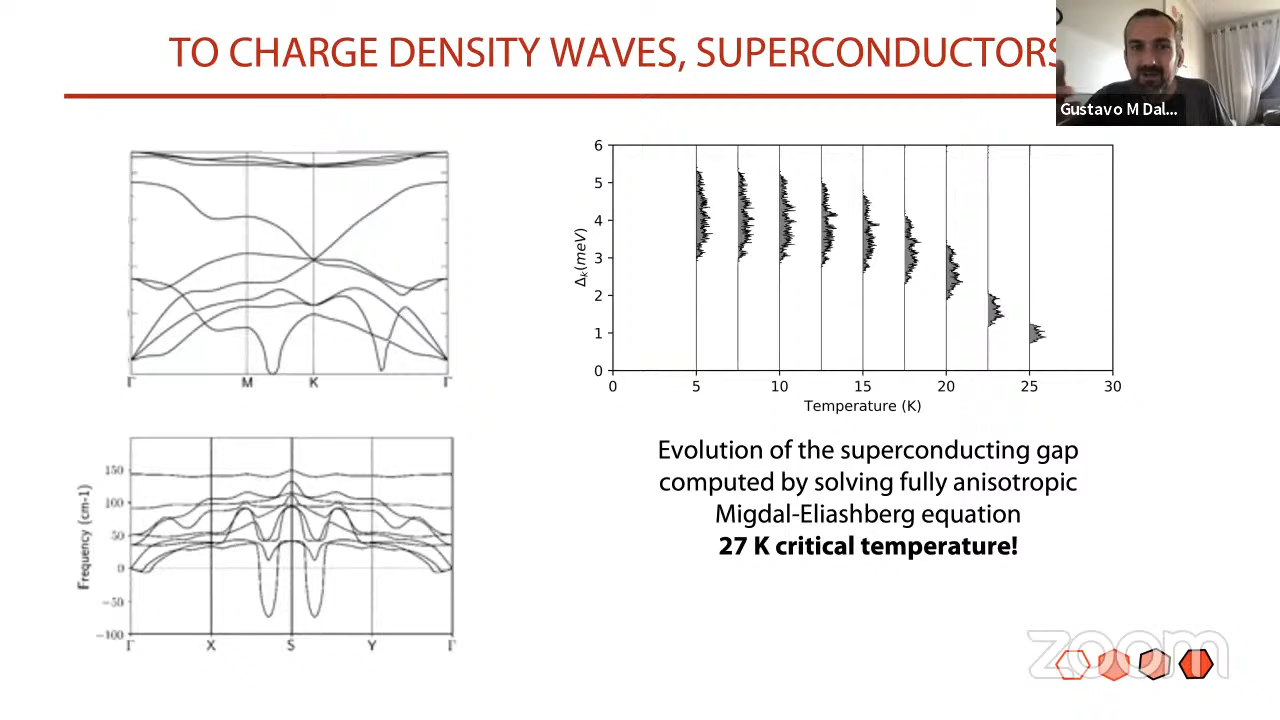 TO CHARGE DENSITY WAVES, SUPERCONDUCTORS
Gustavo M Dal...
Γ M K Γ
150
100
50
0
−50
−100
Frequency (cm-1)
Γ X S Y Γ
6
5
4
3
2
1
0
Δk(meV)
0 5 10 15 20 25 30
Temperature (K)
Evolution of the superconducting gap
computed by solving fully anisotropic
Migdal-Eliashberg equation
27 K critical temperature!
zoom